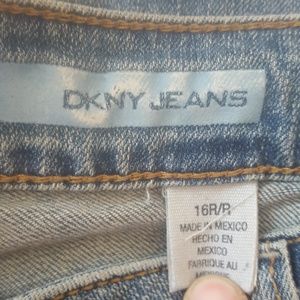 DKNY JEANS
16R/R
MADE IN MEXICO
HECHO EN
MEXICO
FABRIQUE AU